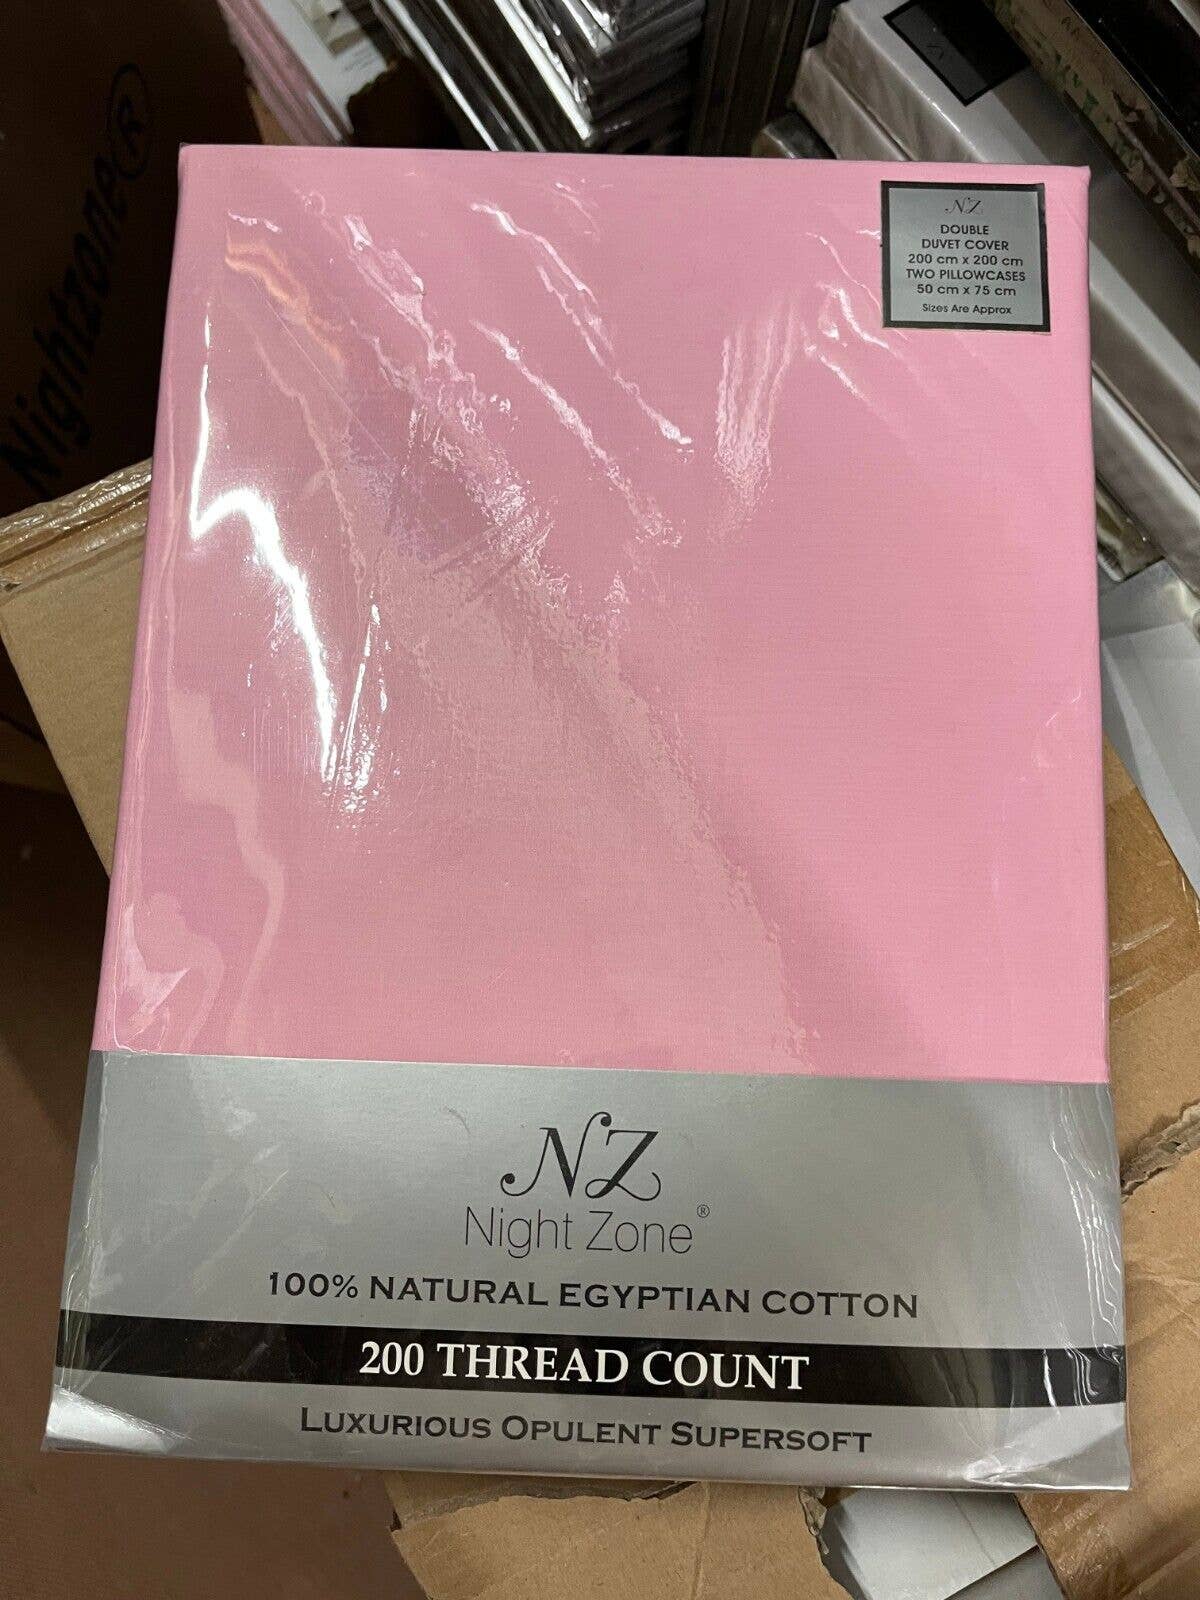 Nightzone®
NZ
DOUBLE
DUVET COVER
200 cm x 200 cm
TWO PILLOWCASES
50 cm x 75 cm
Sizes Are Approx
NZ
Night Zone®
100% NATURAL EGYPTIAN COTTON
200 THREAD COUNT
LUXURIOUS OPULENT SUPERSOFT